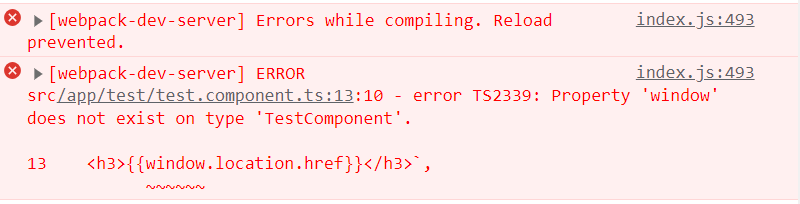 [webpack-dev-server] Errors while compiling. Reload index.js:493
prevented.
[webpack-dev-server] ERROR index.js:493
src/app/test/test.component.ts:13:10 - error TS2339: Property 'window'
does not exist on type 'TestComponent'.
13    <h3>{{window.location.href}}</h3>`,
~~~~~~